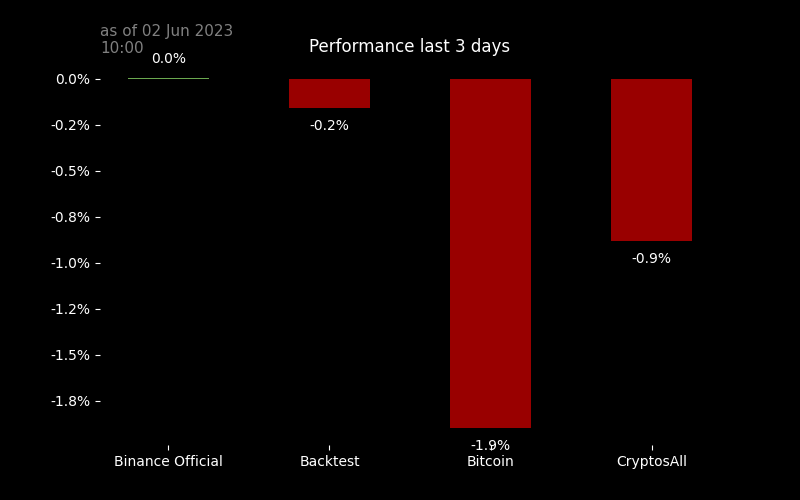 as of 02 Jun 2023
10:00
Performance last 3 days
0.0%
0.0%
-0.2%
-0.2%
-0.5%
-0.8%
-1.0%
-0.9%
-1.2%
-1.5%
-1.8%
-1.9%
Binance Official
Backtest
Bitcoin
CryptosAll